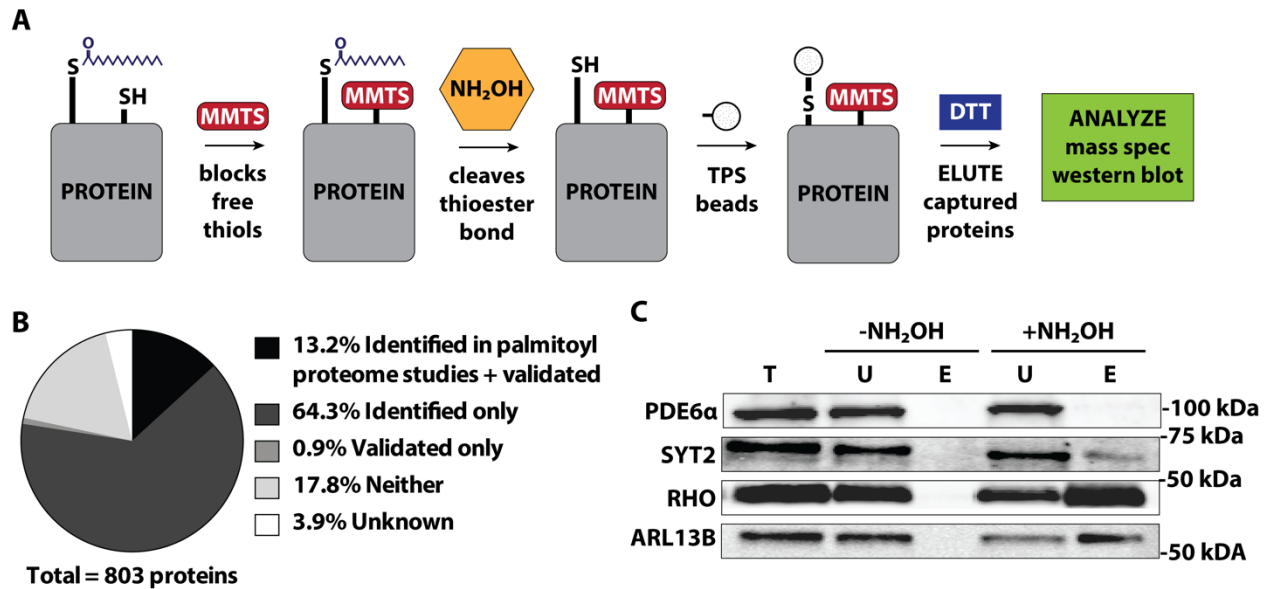 A
O
S
SH
PROTEIN
MMTS
blocks
free
thiols
O
S
MMTS
PROTEIN
NH₂OH
cleaves
thioester
bond
SH
MMTS
PROTEIN
TPS
beads
S
MMTS
PROTEIN
DTT
ELUTE
captured
proteins
ANALYZE
mass spec
western blot
B
13.2% Identified in palmitoyl
proteome studies + validated
64.3% Identified only
0.9% Validated only
17.8% Neither
3.9% Unknown
Total = 803 proteins
C
-NH₂OH +NH₂OH
T U E U E
PDE6α -100 kDa
-75 kDa
SYT2
-50 kDa
RHO
ARL13B
-50 kDA